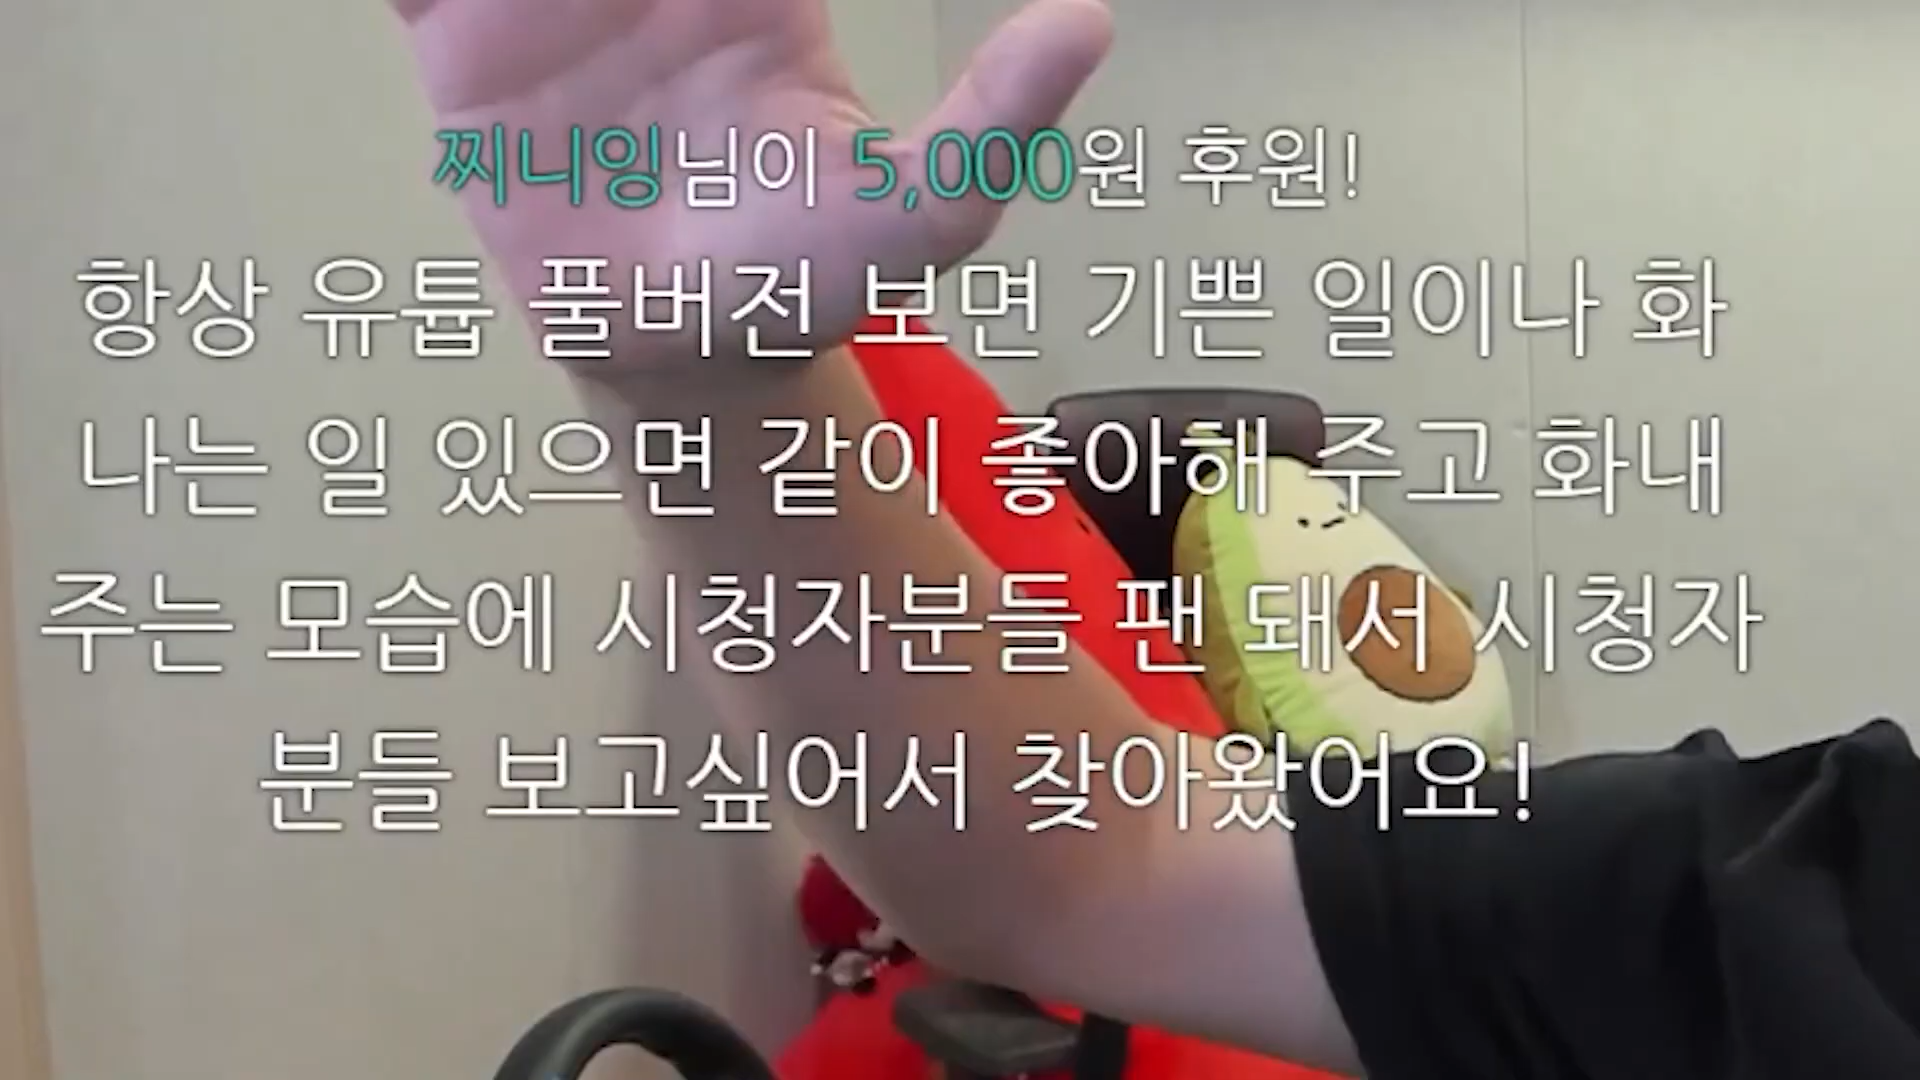 찌니잉님이 5,000원 후원!
항상 유튭 풀버전 보면 기쁜 일이나 화
나는 일 있으면 같이 좋아해 주고 화내
주는 모습에 시청자분들 팬 돼서 시청자
분들 보고싶어서 찾아왔어요!